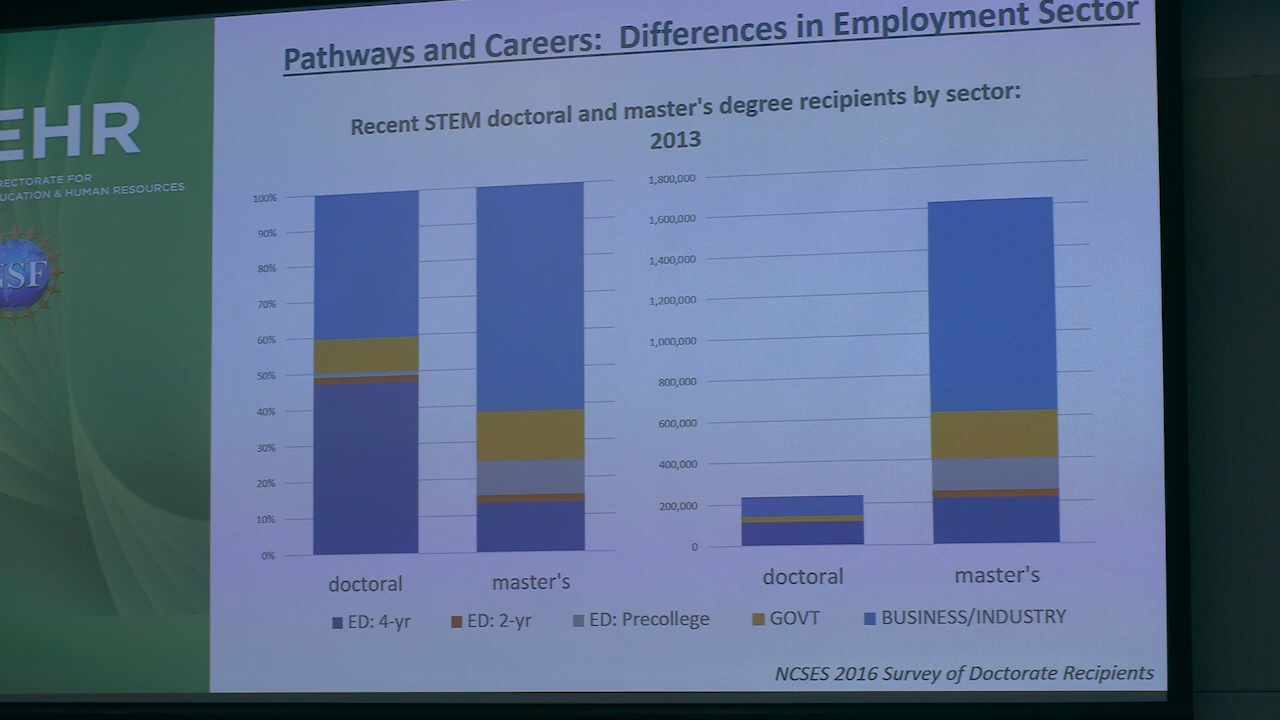 Pathways and Careers: Differences in Employment Sector
EHR
RECTORATE FOR
UCATION & HUMAN RESOURCES
NSF
Recent STEM doctoral and master's degree recipients by sector:
2013
100%
90%
80%
70%
60%
50%
40%
30%
20%
10%
0%
doctoral
master's
1,800,000
1,600,000
1,400,000
1,200,000
1,000,000
800,000
600,000
400,000
200,000
0
doctoral
master's
ED: 4-yr
ED: 2-yr
ED: Precollege
GOVT
BUSINESS/INDUSTRY
NCSES 2016 Survey of Doctorate Recipients